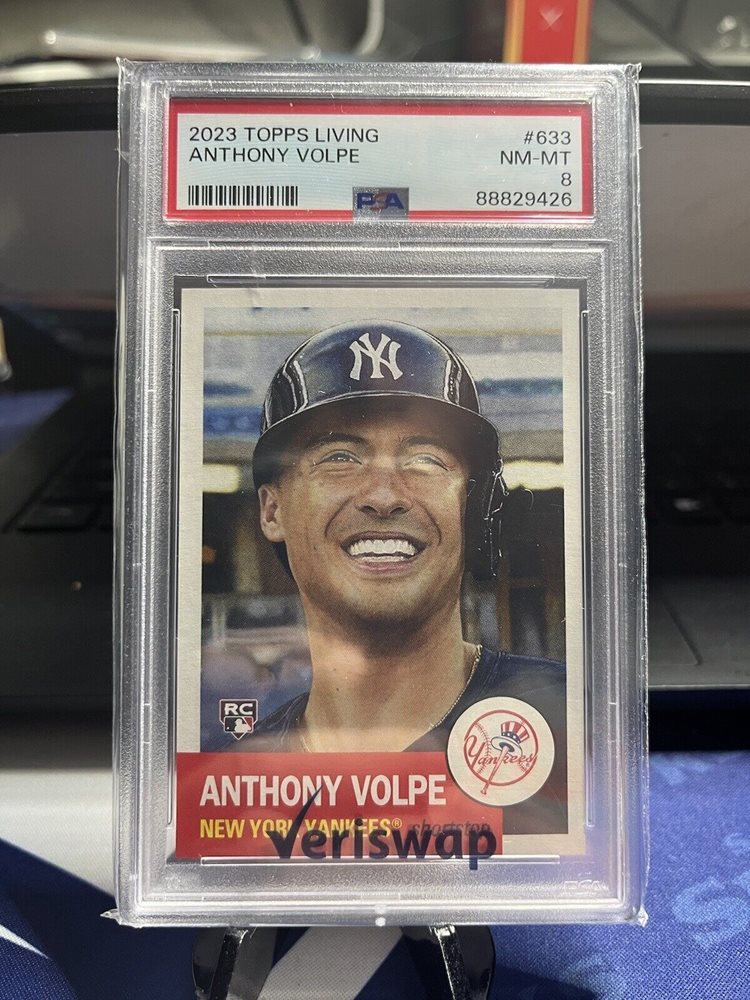 2023 TOPPS LIVING #633
ANTHONY VOLPE NM-MT
8
PSA 88829426
NY
RC
Yankees
ANTHONY VOLPE
NEW YORK YANKEES® shortstop
veriswap